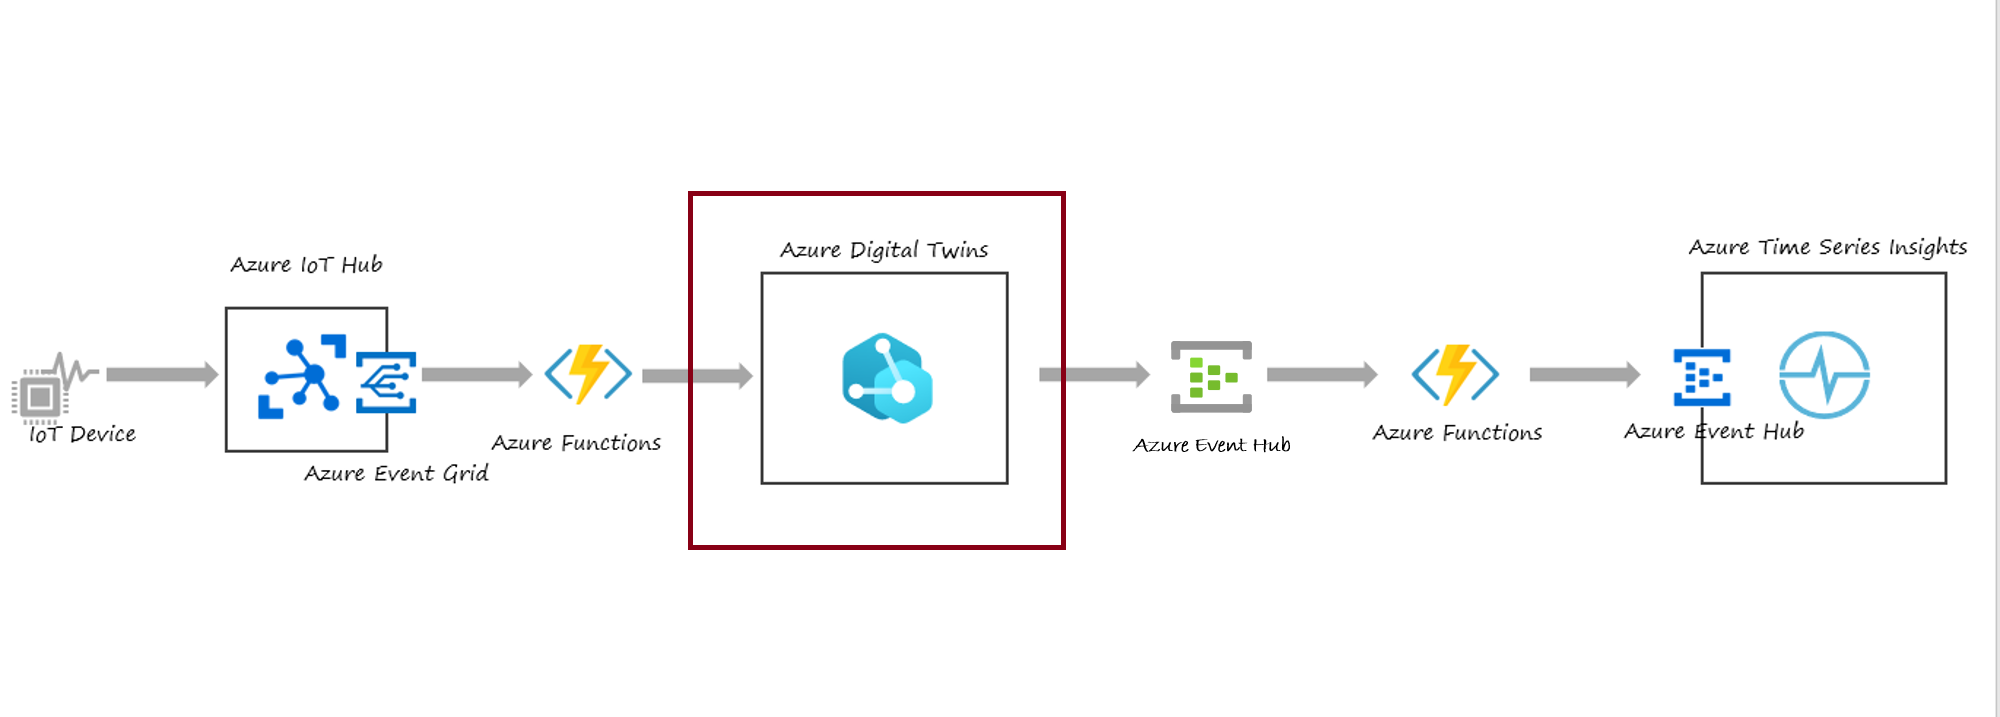 IoT Device
Azure IoT Hub
Azure Event Grid
Azure Functions
Azure Digital Twins
Azure Event Hub
Azure Functions
Azure Event Hub
Azure Time Series Insights